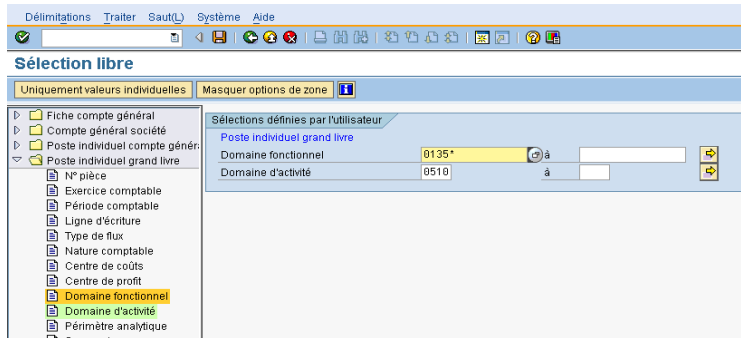 Délimitations Traiter Saut(L) Système Aide
Sélection libre
Uniquement valeurs individuelles Masquer options de zone
Fiche compte général
Compte général société
Poste individuel compte génér
Poste individuel grand livre
N° pièce
Exercice comptable
Période comptable
Ligne d'écriture
Type de flux
Nature comptable
Centre de coûts
Centre de profit
Domaine fonctionnel
Domaine d'activité
Périmètre analytique
Sélections définies par l'utilisateur
Poste individuel grand livre
Domaine fonctionnel 0135* à
Domaine d'activité 0510 à